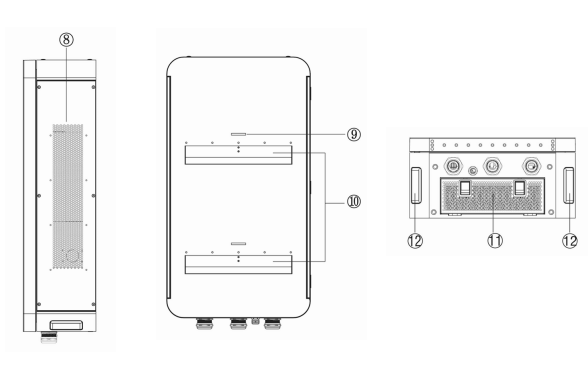 ⑧
⑨
⑩
⑫ ⑪ ⑫